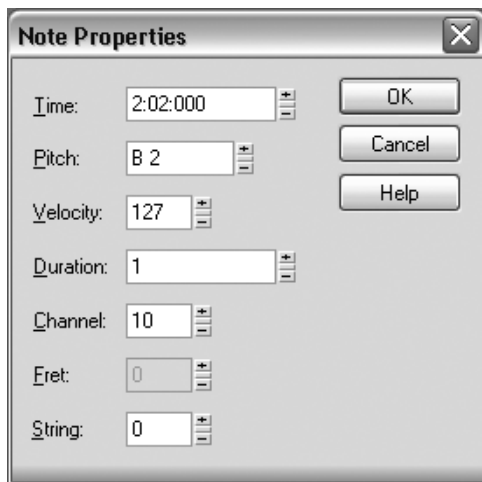 Note Properties
Time: 2:02:000 OK
Pitch: B 2 Cancel
Velocity: 127 Help
Duration: 1
Channel: 10
Fret: 0
String: 0